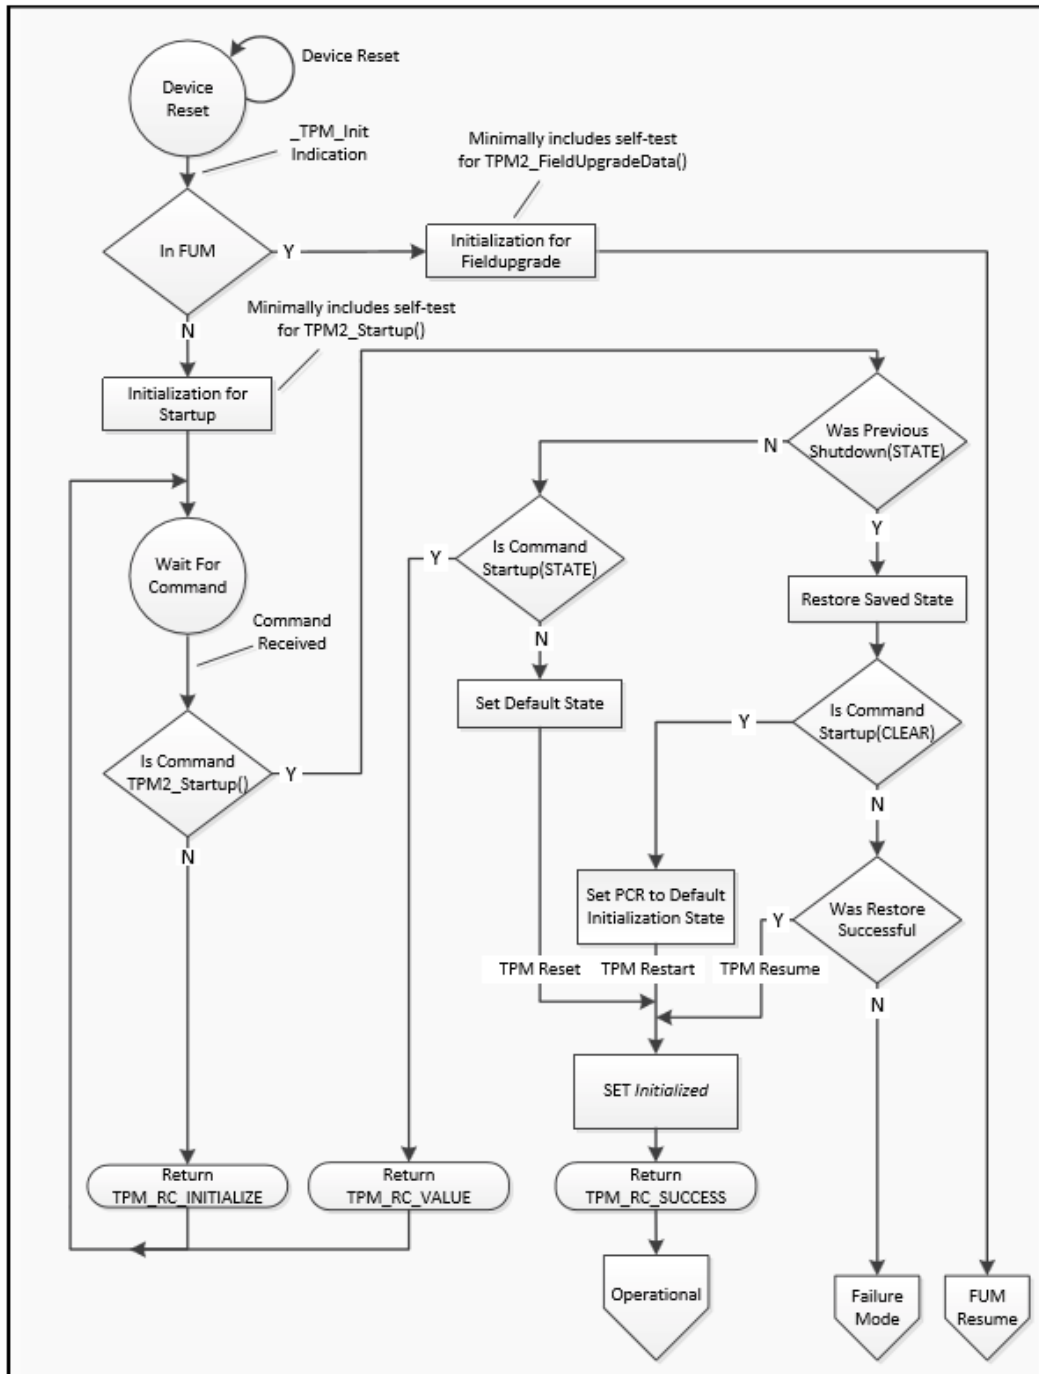 Device Reset
Device
Reset
_TPM_Init
Indication
Minimally includes self-test
for TPM2_FieldUpgradeData()
In FUM
Y
Initialization for
Fieldupgrade
N
Minimally includes self-test
for TPM2_Startup()
Initialization for
Startup
Was Previous
Shutdown(STATE)
N
Y
Wait For
Command
Is Command
Startup(STATE)
Y
N
Restore Saved State
Command
Received
Set Default State
Is Command
Startup(CLEAR)
Y
N
Is Command
TPM2_Startup()
Y
N
Set PCR to Default
Initialization State
Was Restore
Successful
Y
N
TPM Reset
TPM Restart
TPM Resume
SET Initialized
Return
TPM_RC_INITIALIZE
Return
TPM_RC_VALUE
Return
TPM_RC_SUCCESS
Operational
Failure
Mode
FUM
Resume